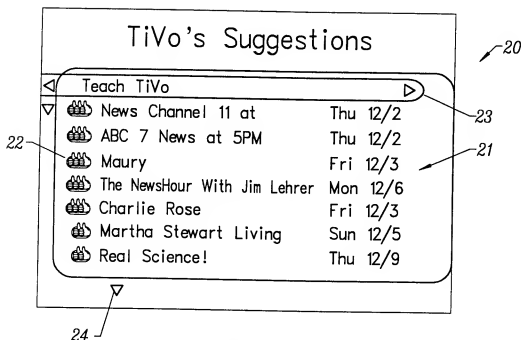 TiVo's Suggestions
20
Teach TiVo
23
News Channel 11 at Thu 12/2
ABC 7 News at 5PM Thu 12/2
22
Maury Fri 12/3
21
The NewsHour With Jim Lehrer Mon 12/6
Charlie Rose Fri 12/3
Martha Stewart Living Sun 12/5
Real Science! Thu 12/9
24